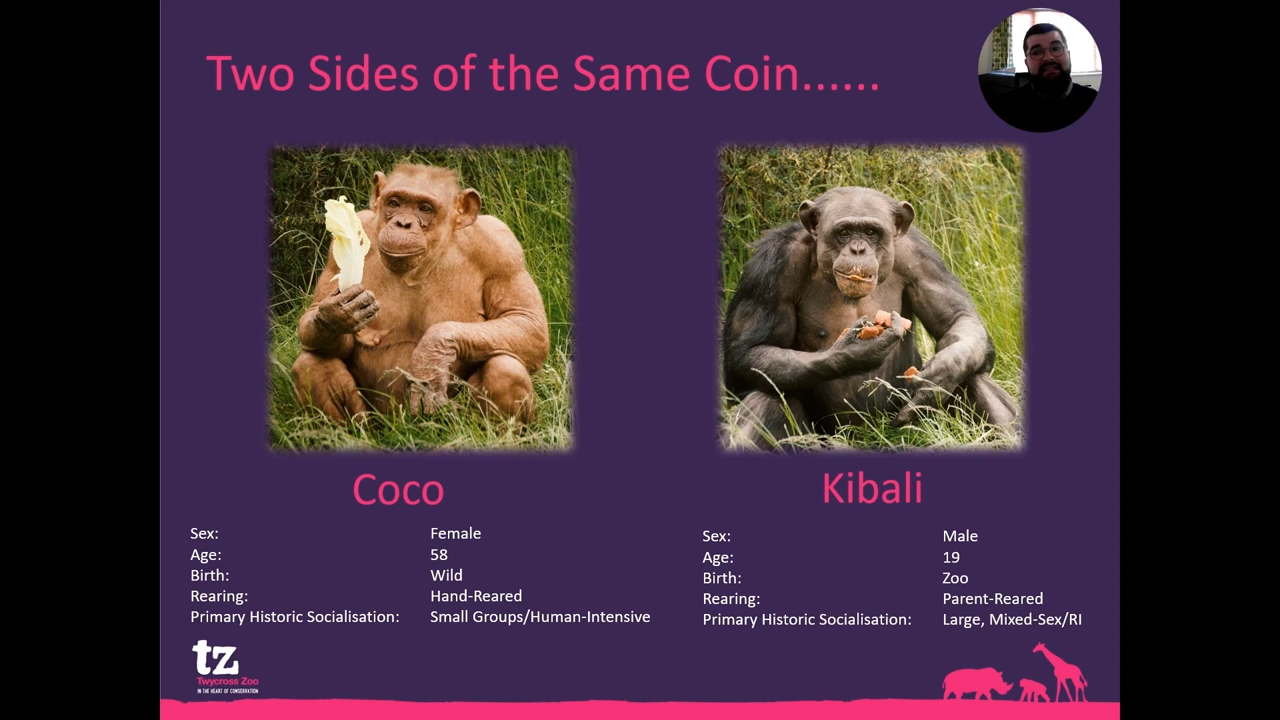 Two Sides of the Same Coin......
Coco
Sex: Female
Age: 58
Birth: Wild
Rearing: Hand-Reared
Primary Historic Socialisation: Small Groups/Human-Intensive
Kibali
Sex: Male
Age: 19
Birth: Zoo
Rearing: Parent-Reared
Primary Historic Socialisation: Large, Mixed-Sex/RI
tz
Twycross Zoo
IN THE HEART OF CONSERVATION